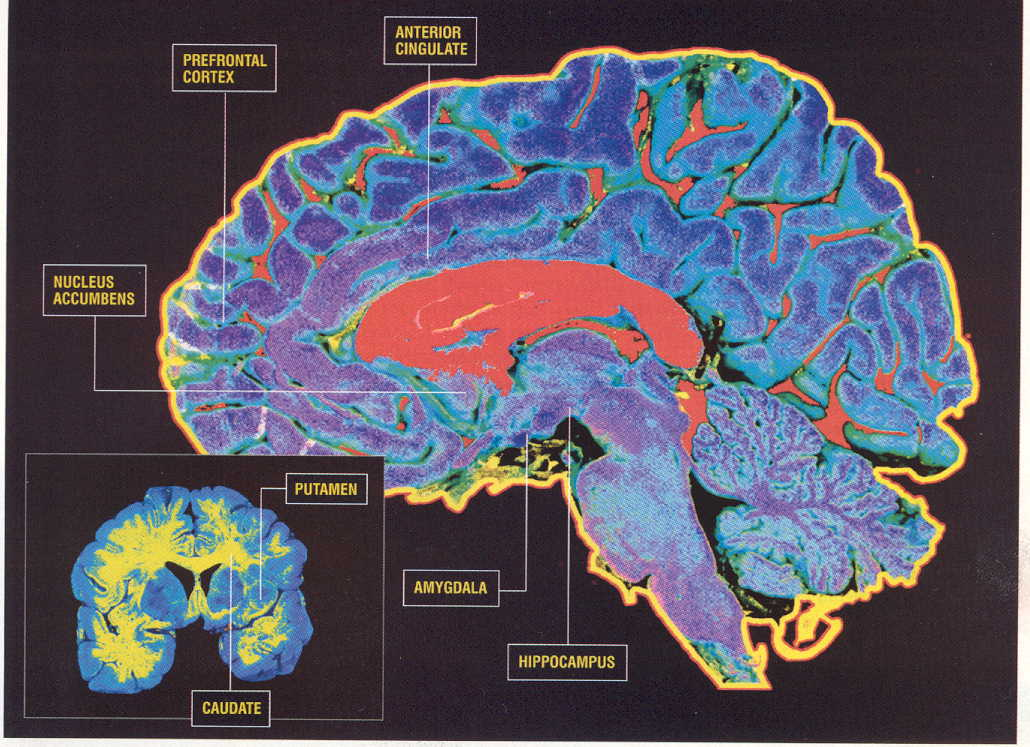 ANTERIOR
CINGULATE
PREFRONTAL
CORTEX
NUCLEUS
ACCUMBENS
PUTAMEN
AMYGDALA
HIPPOCAMPUS
CAUDATE